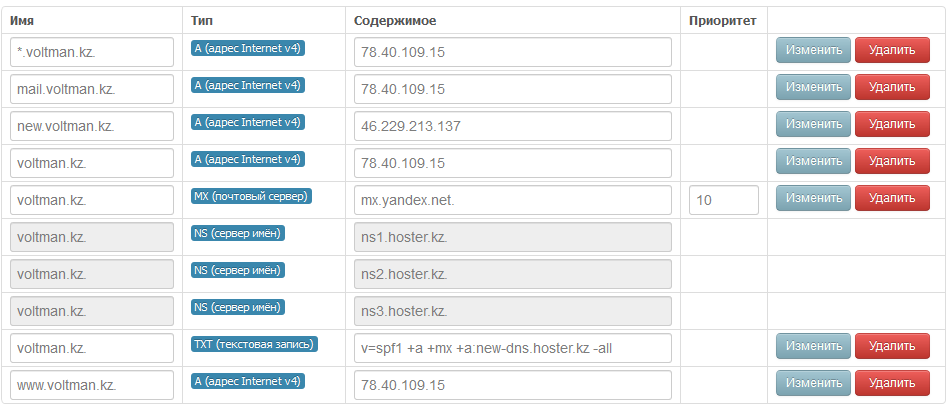 Имя Тип Содержимое Приоритет
*.voltman.kz. A (адрес Internet v4) 78.40.109.15 Изменить Удалить
mail.voltman.kz. A (адрес Internet v4) 78.40.109.15 Изменить Удалить
new.voltman.kz. A (адрес Internet v4) 46.229.213.137 Изменить Удалить
voltman.kz. A (адрес Internet v4) 78.40.109.15 Изменить Удалить
voltman.kz. MX (почтовый сервер) mx.yandex.net. 10 Изменить Удалить
voltman.kz. NS (сервер имён) ns1.hoster.kz.
voltman.kz. NS (сервер имён) ns2.hoster.kz.
voltman.kz. NS (сервер имён) ns3.hoster.kz.
voltman.kz. TXT (текстовая запись) v=spf1 +a +mx +a:new-dns.hoster.kz -all Изменить Удалить
www.voltman.kz. A (адрес Internet v4) 78.40.109.15 Изменить Удалить